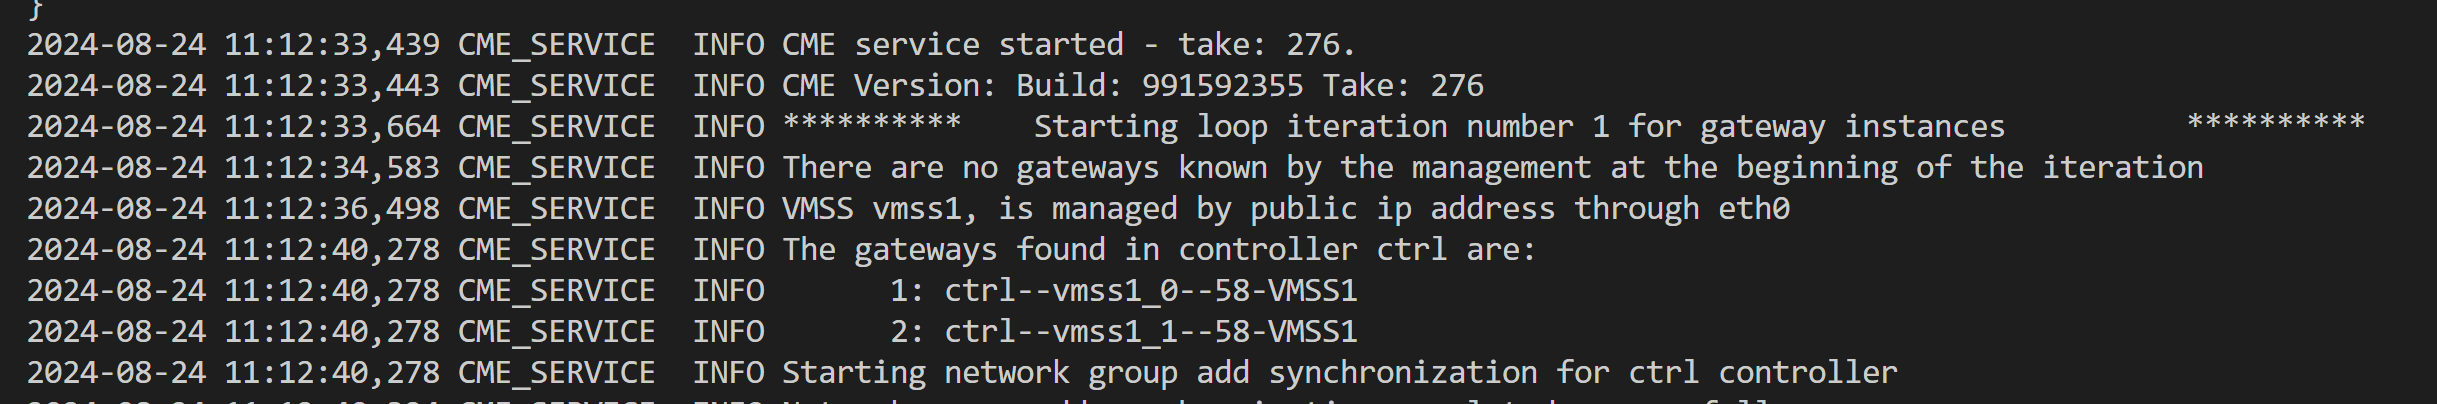 }
2024-08-24 11:12:33,439 CME_SERVICE  INFO CME service started - take: 276.
2024-08-24 11:12:33,443 CME_SERVICE  INFO CME Version: Build: 991592355 Take: 276
2024-08-24 11:12:33,664 CME_SERVICE  INFO **********    Starting loop iteration number 1 for gateway instances          **********
2024-08-24 11:12:34,583 CME_SERVICE  INFO There are no gateways known by the management at the beginning of the iteration
2024-08-24 11:12:36,498 CME_SERVICE  INFO VMSS vmss1, is managed by public ip address through eth0
2024-08-24 11:12:40,278 CME_SERVICE  INFO The gateways found in controller ctrl are:
2024-08-24 11:12:40,278 CME_SERVICE  INFO       1: ctrl--vmss1_0--58-VMSS1
2024-08-24 11:12:40,278 CME_SERVICE  INFO       2: ctrl--vmss1_1--58-VMSS1
2024-08-24 11:12:40,278 CME_SERVICE  INFO Starting network group add synchronization for ctrl controller